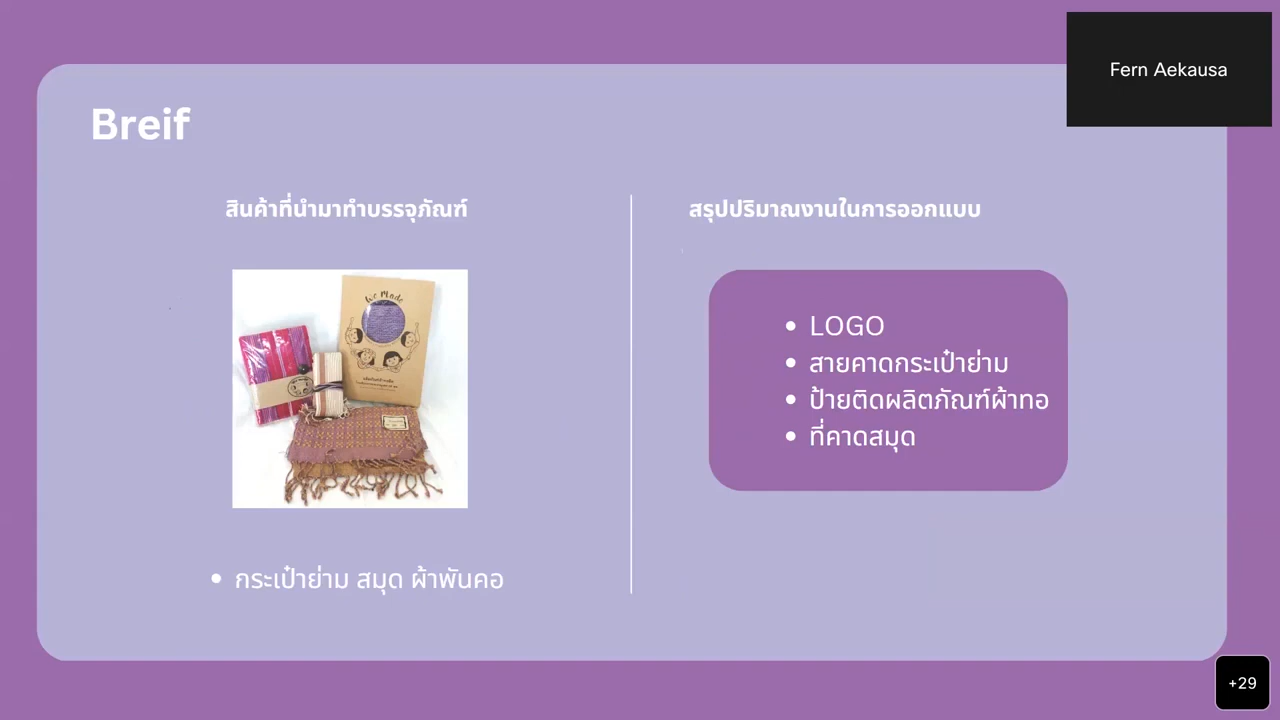 Fern Aekausa
Breif
สินค้าที่นำมาทำบรรจุภัณฑ์
We Made
กระเป๋าย่าม สมุด ผ้าพันคอ
สรุปปริมาณงานในการออกแบบ
LOGO
สายคาดกระเป๋าย่าม
ป้ายติดผลิตภัณฑ์ผ้าทอ
ที่คาดสมุด
+29